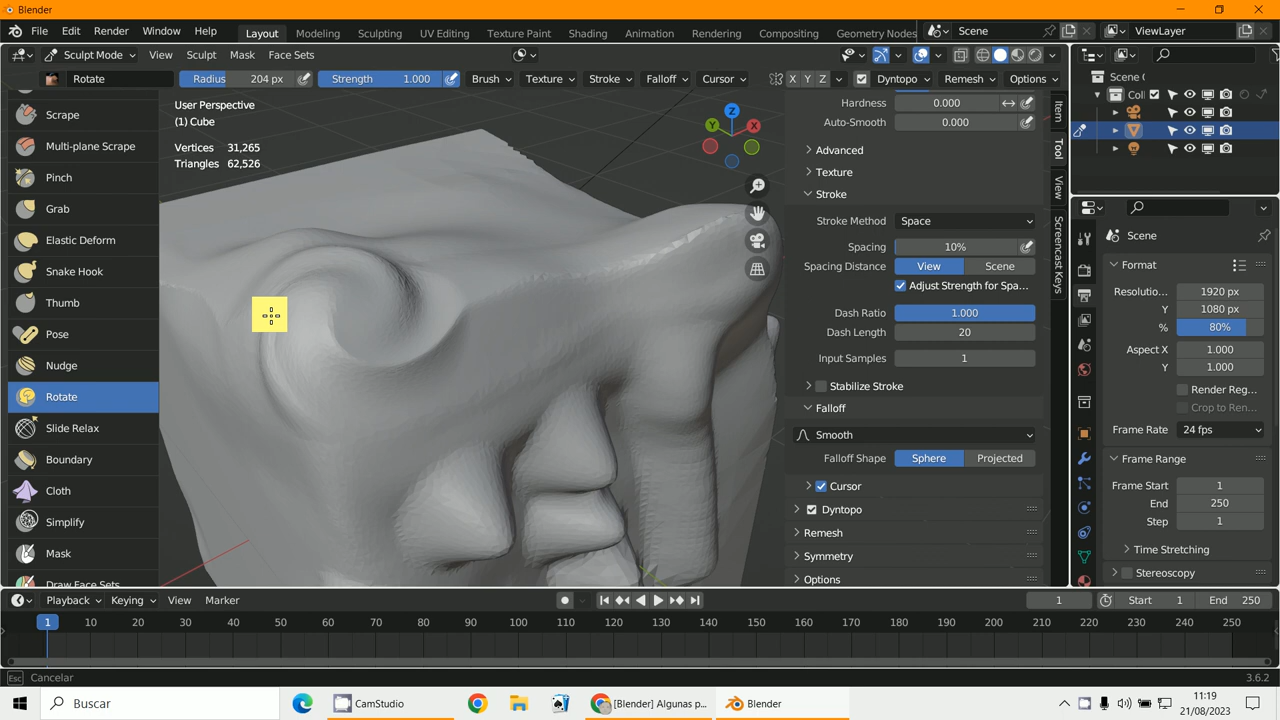 Blender
File Edit Render Window Help Layout Modeling Sculpting UV Editing Texture Paint Shading Animation Rendering Compositing Geometry Nodes Scene ViewLayer
Sculpt Mode View Sculpt Mask Face Sets
Rotate Radius 204 px Strength 1.000 Brush Texture Stroke Falloff Cursor X Y Z Dyntopo Remesh Options
User Perspective
(1) Cube
Vertices 31,265
Triangles 62,526
Scrape
Multi-plane Scrape
Pinch
Grab
Elastic Deform
Snake Hook
Thumb
Pose
Nudge
Rotate
Slide Relax
Boundary
Cloth
Simplify
Mask
Draw Face Sets
Z
Y
X
Hardness 0.000
Auto-Smooth 0.000
Advanced
Texture
Stroke
Stroke Method Space
Spacing 10%
Spacing Distance View Scene
Adjust Strength for Spa...
Dash Ratio 1.000
Dash Length 20
Input Samples 1
Stabilize Stroke
Falloff
Smooth
Falloff Shape Sphere Projected
Cursor
Dyntopo
Remesh
Symmetry
Options
Item
Tool
View
Screencast Keys
Scene C
Coll
Scene
Format
Resolutio... 1920 px
Y 1080 px
% 80%
Aspect X 1.000
Y 1.000
Render Reg...
Crop to Ren...
Frame Rate 24 fps
Frame Range
Frame Start 1
End 250
Step 1
Time Stretching
Stereoscopy
Playback Keying View Marker 1 Start 1 End 250
1 10 20 30 40 50 60 70 80 90 100 110 120 130 140 150 160 170 180 190 200 210 220 230 240 250
Esc Cancelar 3.6.2
Buscar CamStudio [Blender] Algunas p... Blender
11:19
21/08/2023